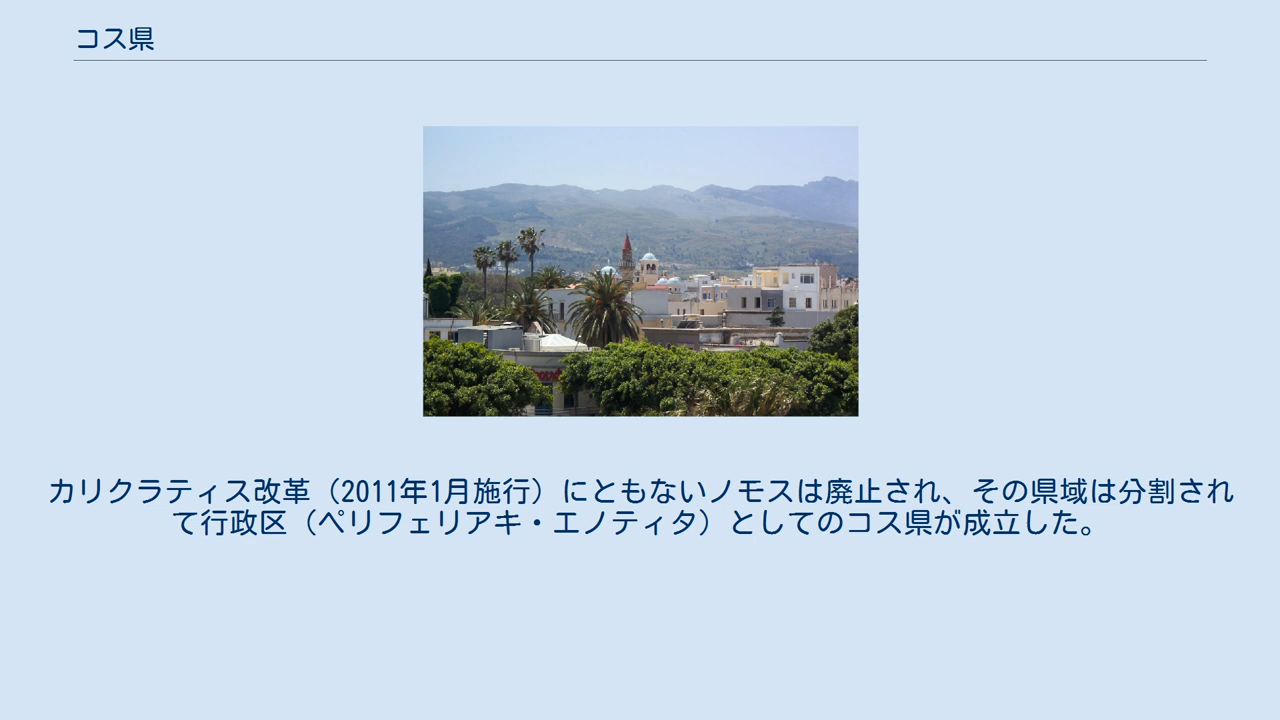 コス県
カリクラティス改革（2011年1月施行）にともないノモスは廃止され、その県域は分割され
て行政区（ペリフェリアキ・エノティタ）としてのコス県が成立した。